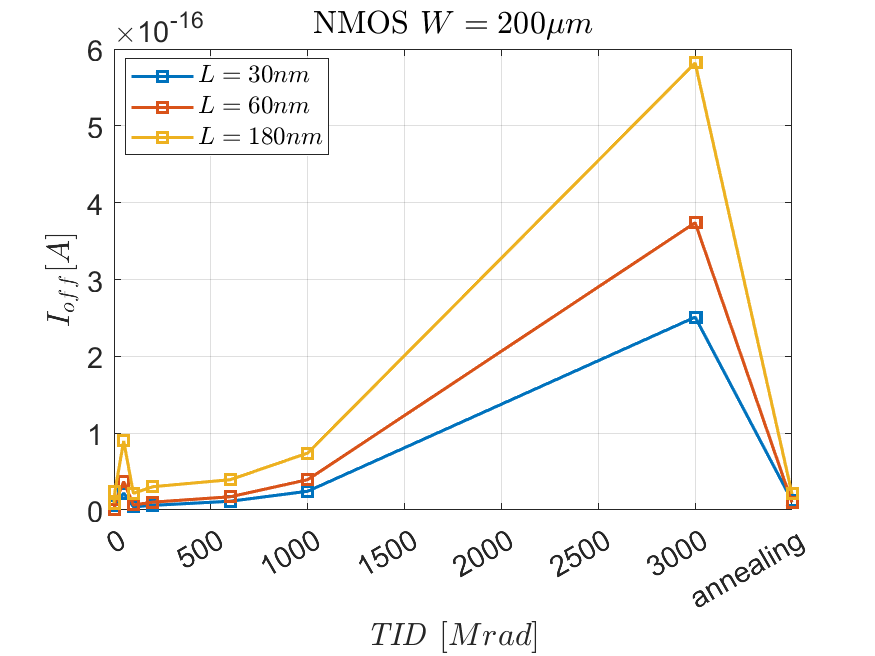 ×10-16
NMOS W = 200μm
L = 30nm
L = 60nm
L = 180nm
6
5
4
3
2
1
0
Ioff[A]
0
500
1000
1500
2000
2500
3000
annealing
TID [Mrad]